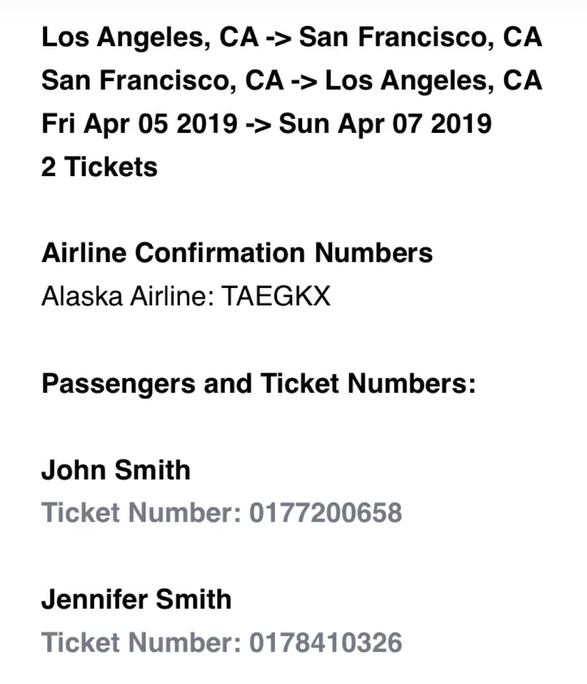 Los Angeles, CA -> San Francisco, CA
San Francisco, CA -> Los Angeles, CA
Fri Apr 05 2019 -> Sun Apr 07 2019
2 Tickets
Airline Confirmation Numbers
Alaska Airline: TAEGKX
Passengers and Ticket Numbers:
John Smith
Ticket Number: 0177200658
Jennifer Smith
Ticket Number: 0178410326